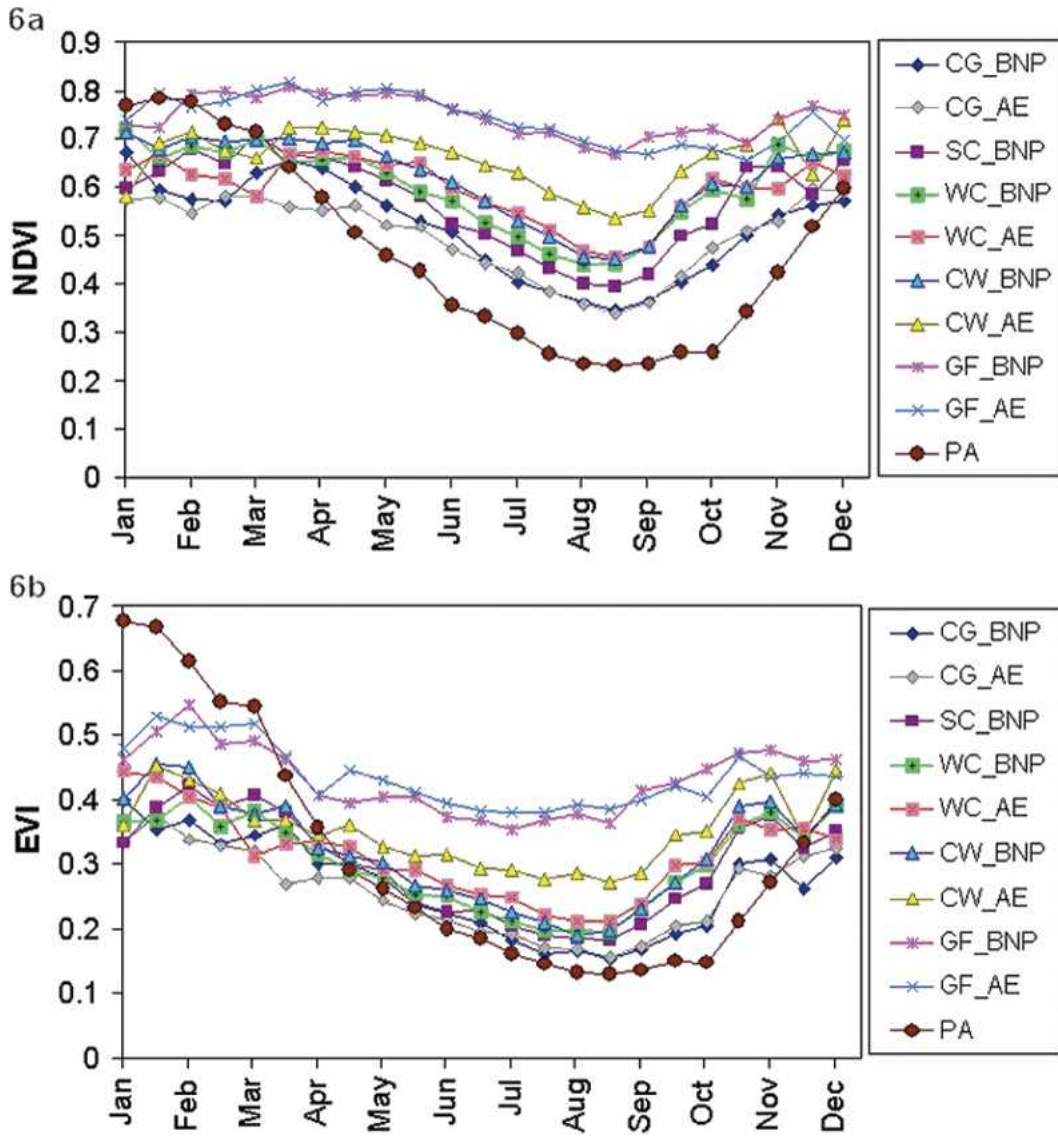 6a
0.9
0.8
0.7
0.6
0.5
0.4
0.3
0.2
0.1
0
NDVI
Jan
Feb
Mar
Apr
May
Jun
Jul
Aug
Sep
Oct
Nov
Dec
CG_BNP
CG_AE
SC_BNP
WC_BNP
WC_AE
CW_BNP
CW_AE
GF_BNP
GF_AE
PA
6b
0.7
0.6
0.5
0.4
0.3
0.2
0.1
0
EVI
Jan
Feb
Mar
Apr
May
Jun
Jul
Aug
Sep
Oct
Nov
Dec
CG_BNP
CG_AE
SC_BNP
WC_BNP
WC_AE
CW_BNP
CW_AE
GF_BNP
GF_AE
PA